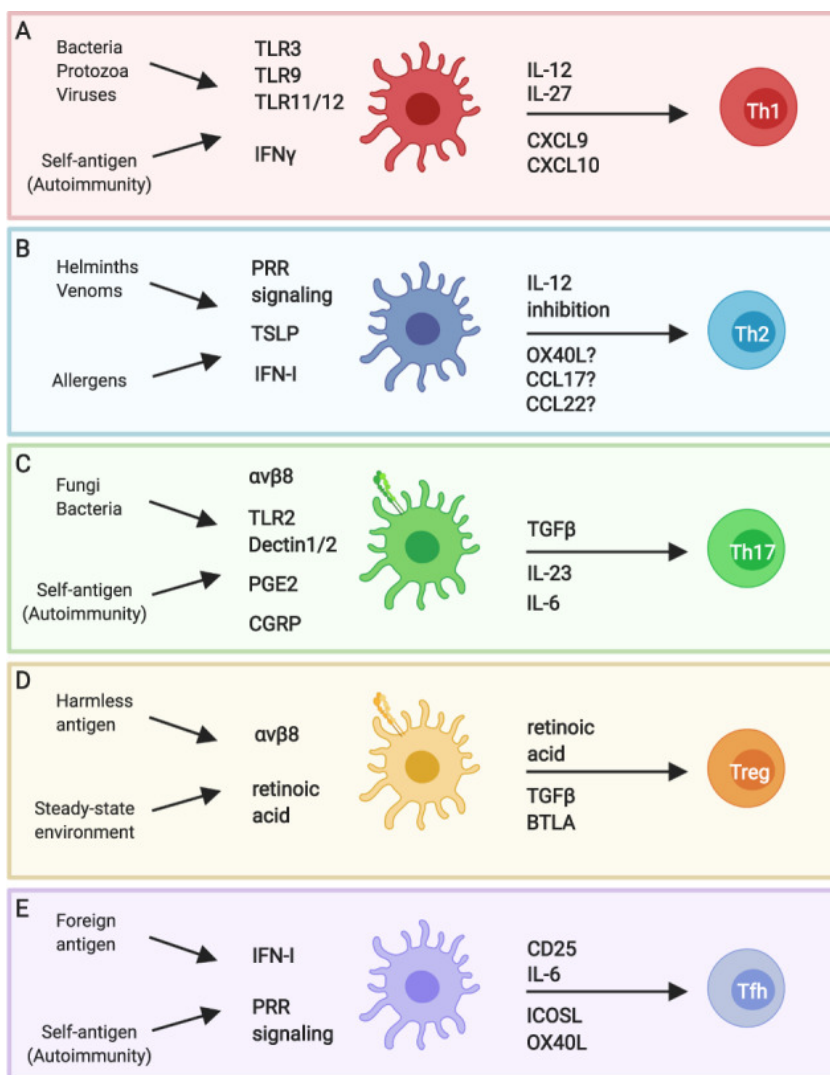 A
Bacteria
Protozoa
Viruses
Self-antigen
(Autoimmunity)
TLR3
TLR9
TLR11/12
IFNγ
IL-12
IL-27
CXCL9
CXCL10
Th1
B
Helminths
Venoms
Allergens
PRR
signaling
TSLP
IFN-I
IL-12
inhibition
OX40L?
CCL17?
CCL22?
Th2
C
Fungi
Bacteria
Self-antigen
(Autoimmunity)
αvβ8
TLR2
Dectin1/2
PGE2
CGRP
TGFβ
IL-23
IL-6
Th17
D
Harmless
antigen
Steady-state
environment
αvβ8
retinoic
acid
retinoic
acid
TGFβ
BTLA
Treg
E
Foreign
antigen
Self-antigen
(Autoimmunity)
IFN-I
PRR
signaling
CD25
IL-6
ICOSL
OX40L
Tfh